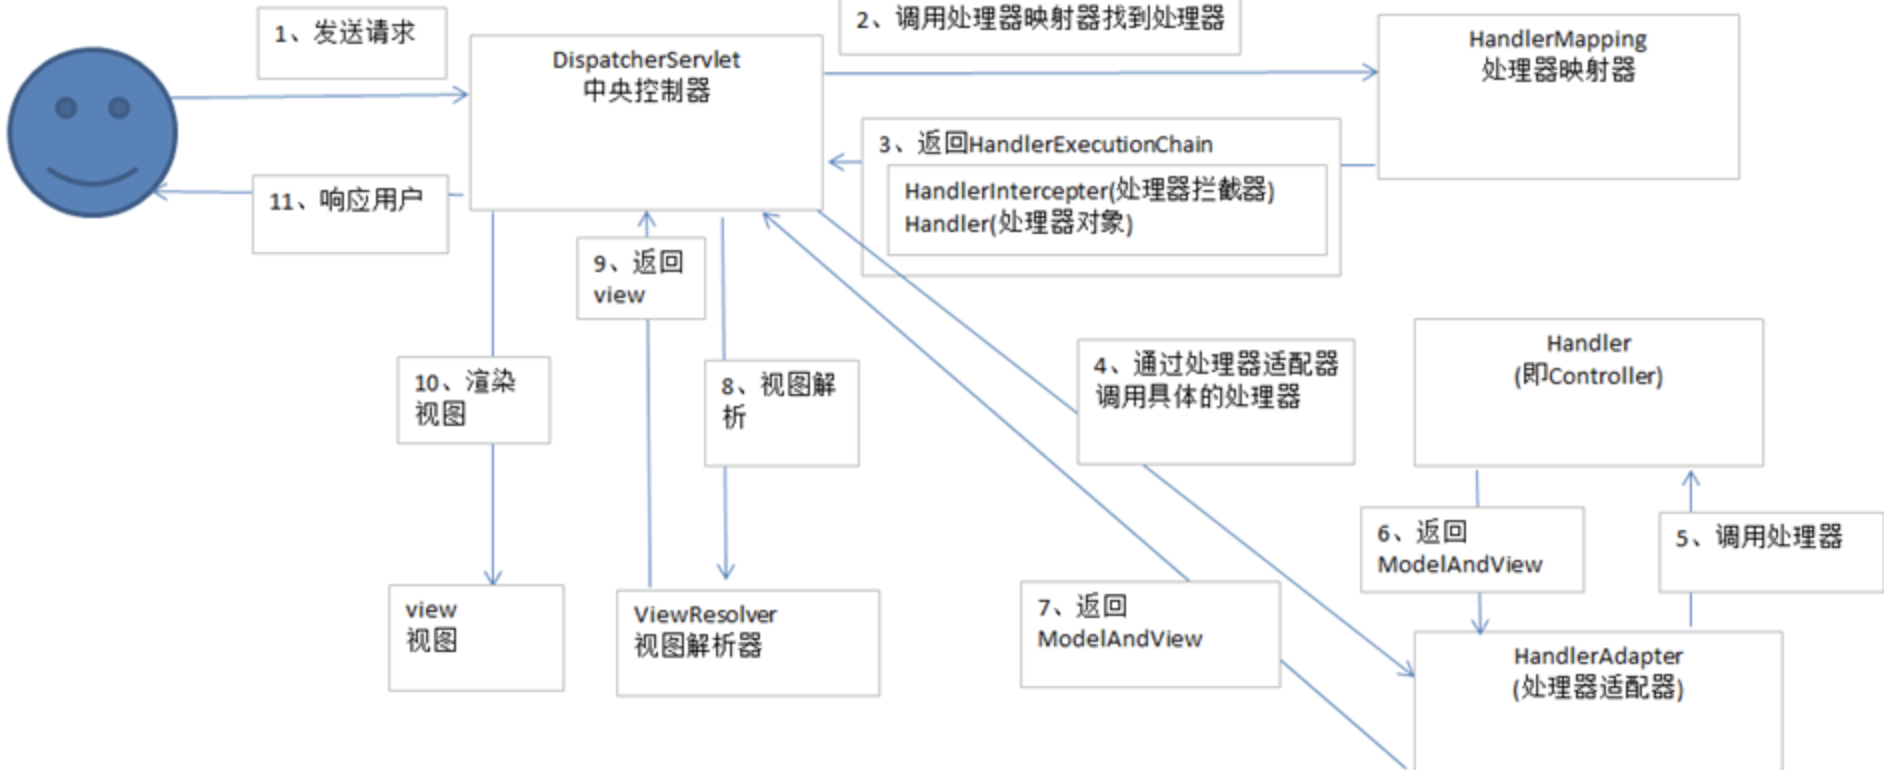 1、发送请求
2、调用处理器映射器找到处理器
DispatcherServlet
中央控制器
HandlerMapping
处理器映射器
3、返回HandlerExecutionChain
HandlerIntercepter(处理器拦截器)
Handler(处理器对象)
11、响应用户
9、返回
view
4、通过处理器适配器
调用具体的处理器
Handler
(即Controller)
10、渲染
视图
8、视图解
析
6、返回
ModelAndView
5、调用处理器
7、返回
ModelAndView
view
视图
ViewResolver
视图解析器
HandlerAdapter
(处理器适配器)